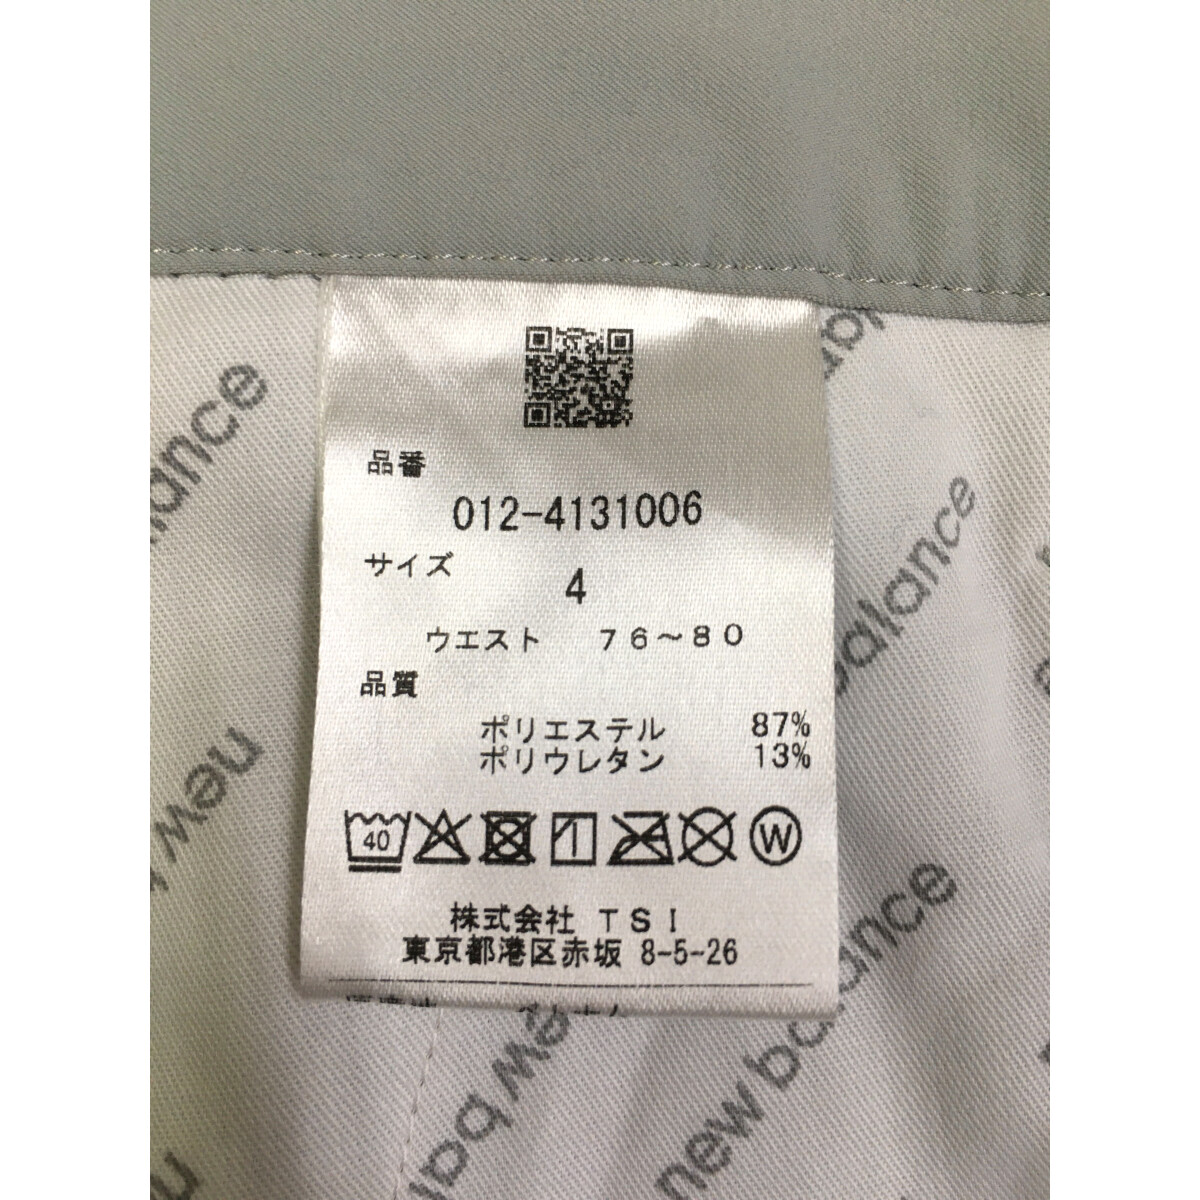 品番
012-4131006
サイズ
4
ウエスト 76～80
品質
ポリエステル 87%
ポリウレタン 13%
40
W
株式会社 TSI
東京都港区赤坂 8-5-26
balance
new
balance
new balance
new bal